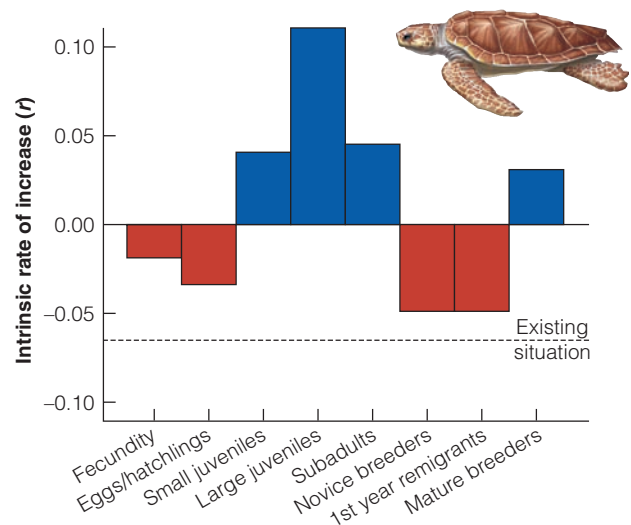 Intrinsic rate of increase (r)
0.10
0.05
0.00
−0.05
−0.10
Existing
situation
Fecundity
Eggs/hatchlings
Small juveniles
Large juveniles
Subadults
Novice breeders
1st year remigrants
Mature breeders